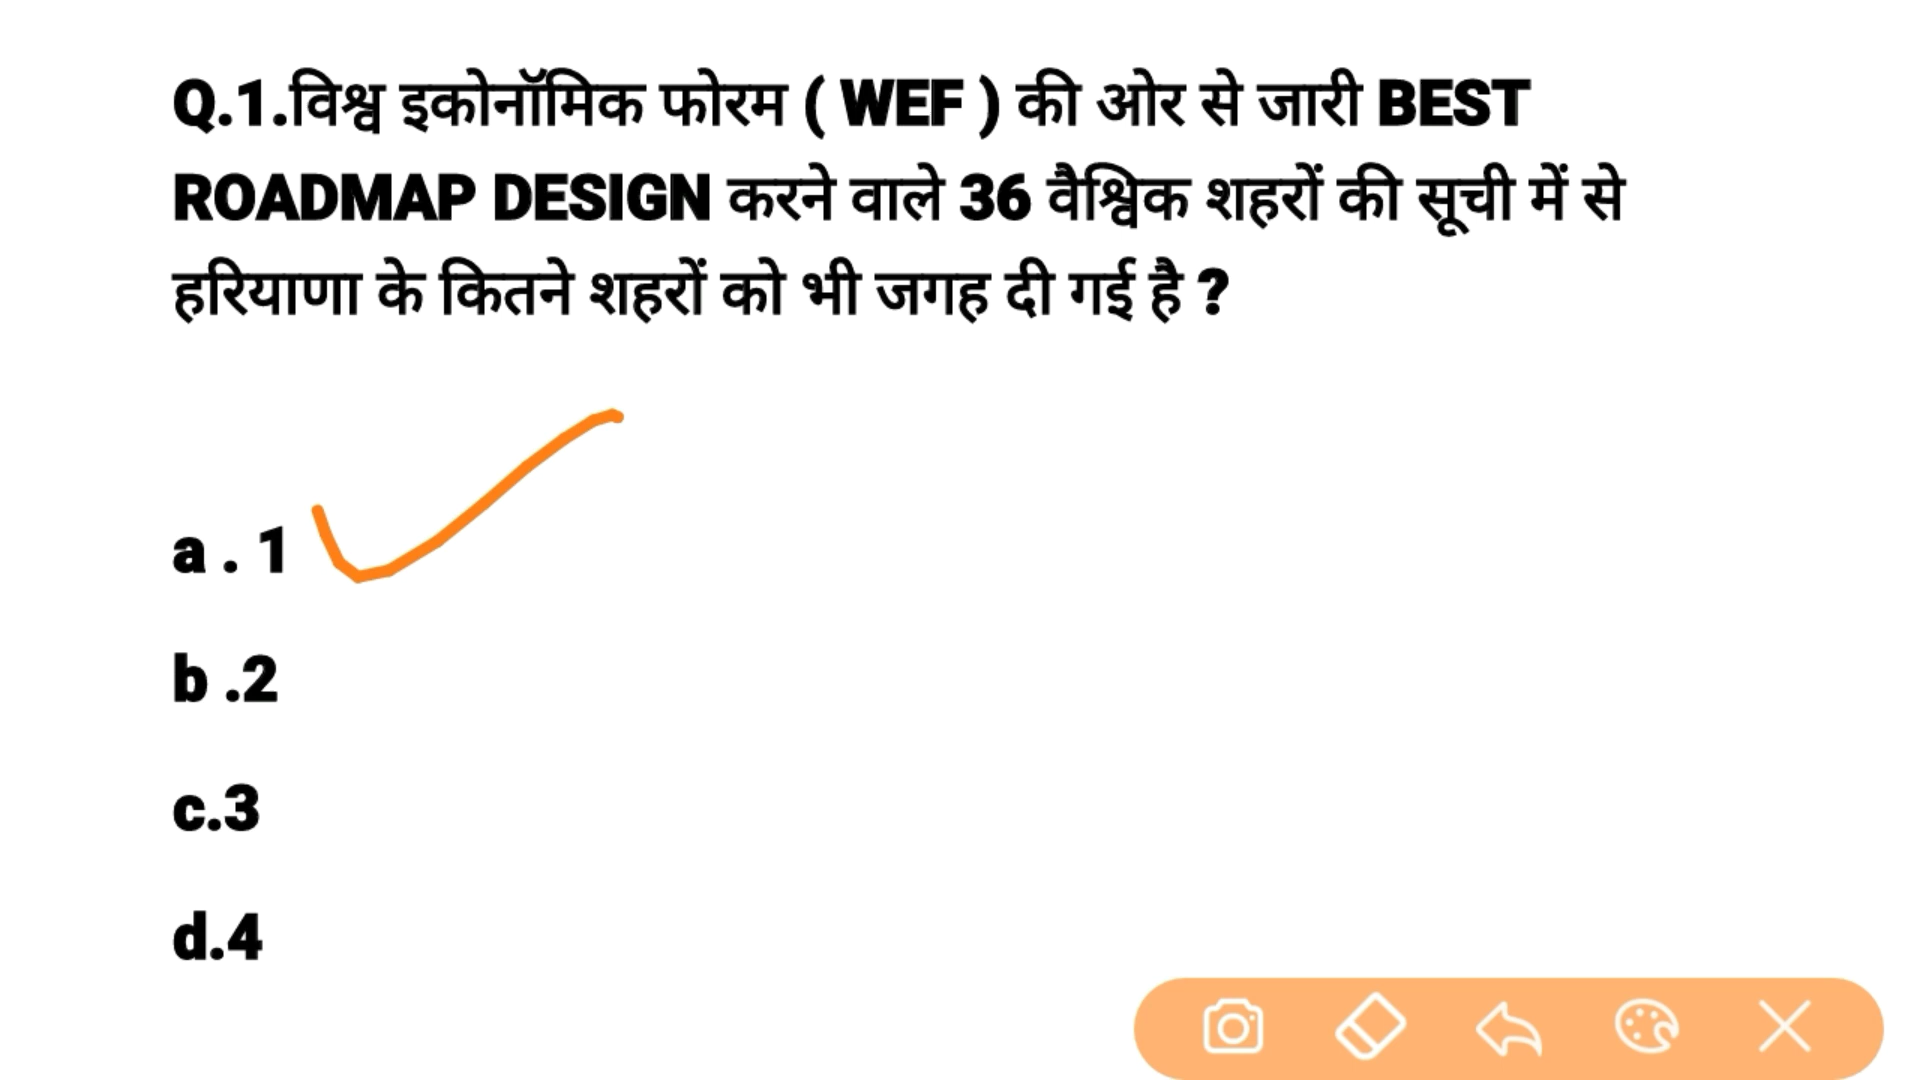 Q.1.विश्व इकोनॉमिक फोरम ( WEF ) की ओर से जारी BEST
ROADMAP DESIGN करने वाले 36 वैश्विक शहरों की सूची में से
हरियाणा के कितने शहरों को भी जगह दी गई है ?
a . 1
b .2
c.3
d.4